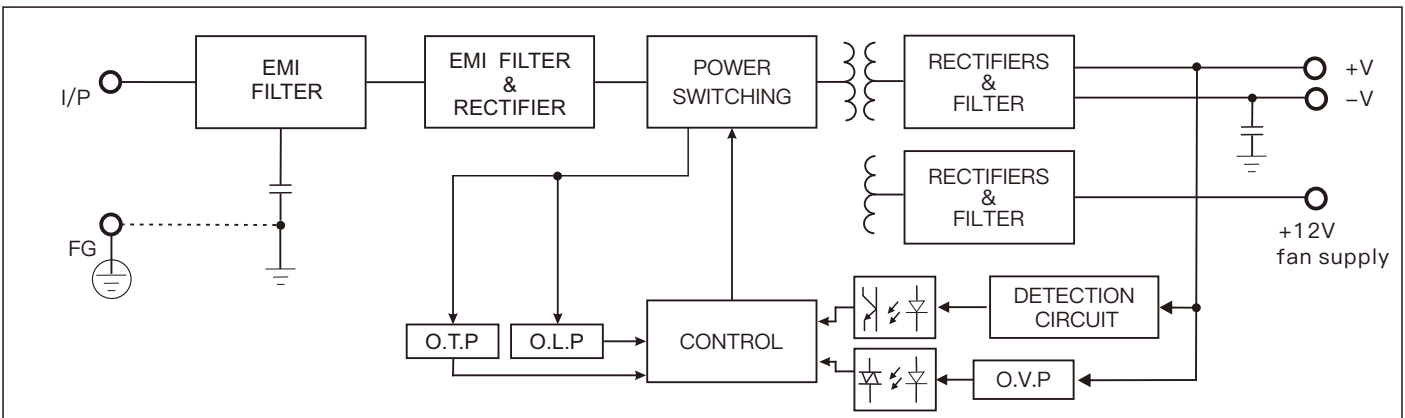 I/P
EMI
FILTER
EMI FILTER
&
RECTIFIER
POWER
SWITCHING
RECTIFIERS
&
FILTER
+V
−V
RECTIFIERS
&
FILTER
+12V
fan supply
FG
O.T.P
O.L.P
CONTROL
DETECTION
CIRCUIT
O.V.P